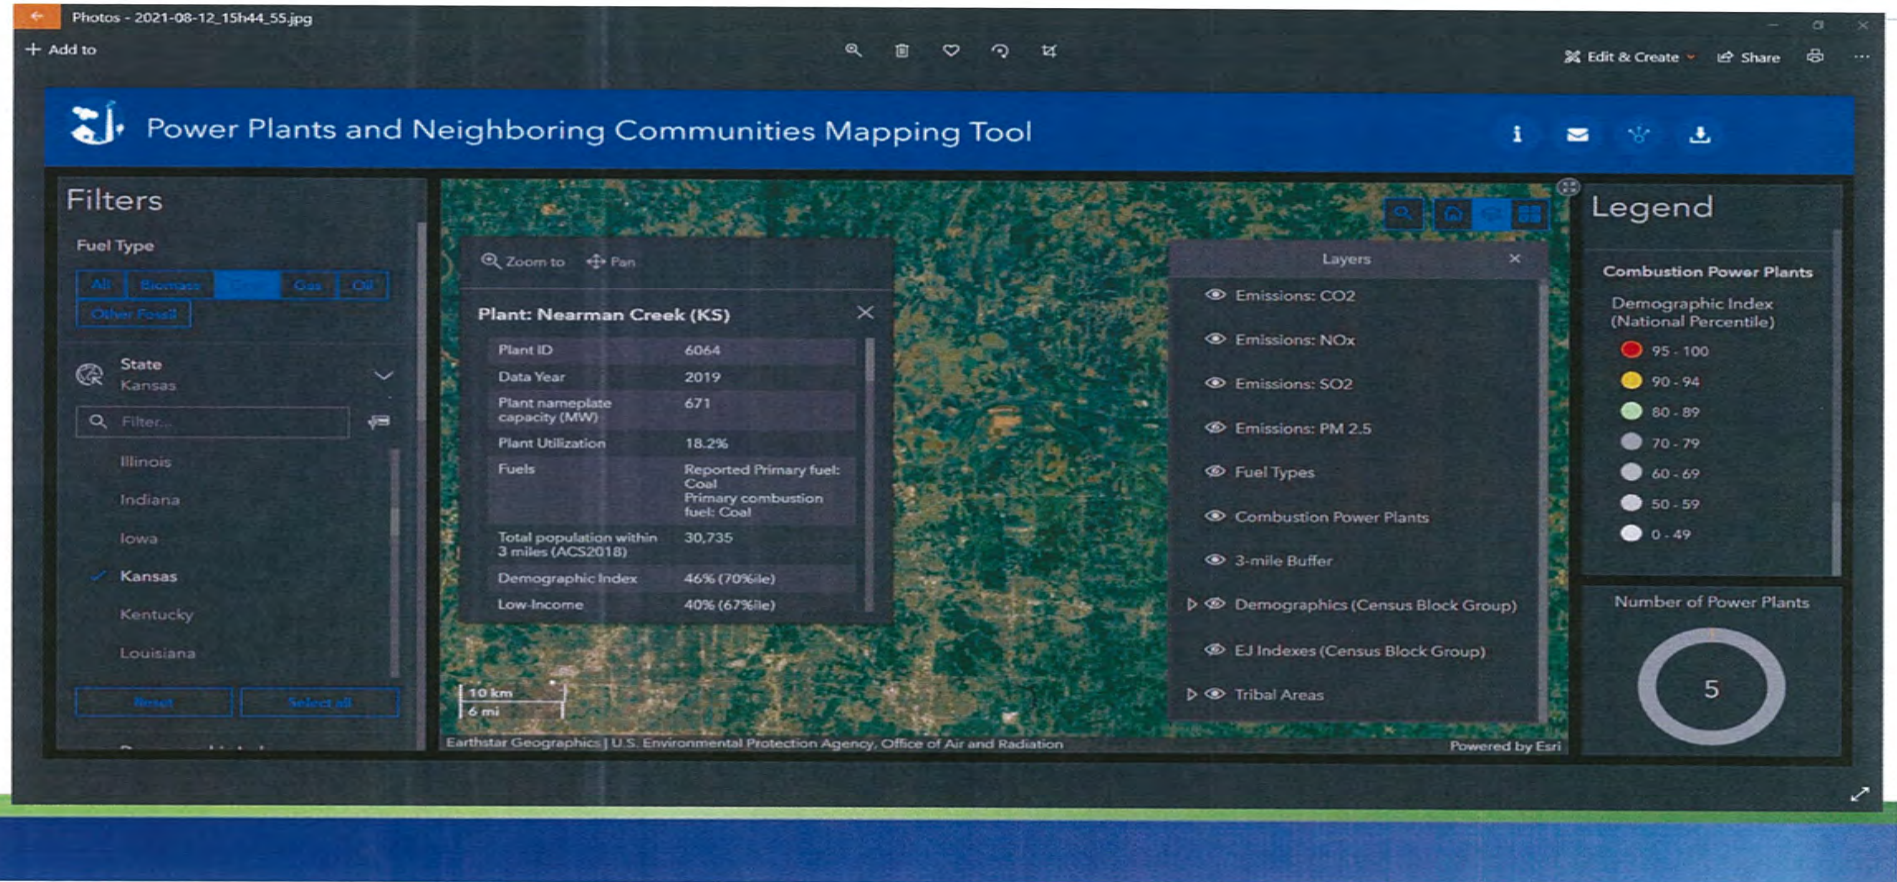 Photos - 2021-08-12_15h44_55.jpg
Add to
Edit & Create
Share
Power Plants and Neighboring Communities Mapping Tool
Filters
Fuel Type
All
Biomass
Gas
Oil
Other Fossil
State
Kansas
Filter...
Illinois
Indiana
Iowa
Kansas
Kentucky
Louisiana
Reset
Select all
Zoom to
Pan
Plant: Nearman Creek (KS)
Plant ID 6064
Data Year 2019
Plant nameplate 671
capacity (MW)
Plant Utilization 18.2%
Fuels Reported Primary fuel:
Coal
Primary combustion
fuel: Coal
Total population within 30,735
3 miles (ACS2018)
Demographic Index 46% (70%ile)
Low-Income 40% (67%ile)
10 km
6 mi
Earthstar Geographics | U.S. Environmental Protection Agency, Office of Air and Radiation
Powered by Esri
Layers
Emissions: CO2
Emissions: NOx
Emissions: SO2
Emissions: PM 2.5
Fuel Types
Combustion Power Plants
3-mile Buffer
Demographics (Census Block Group)
EJ Indexes (Census Block Group)
Tribal Areas
Legend
Combustion Power Plants
Demographic Index
(National Percentile)
95 - 100
90 - 94
80 - 89
70 - 79
60 - 69
50 - 59
0 - 49
Number of Power Plants
5